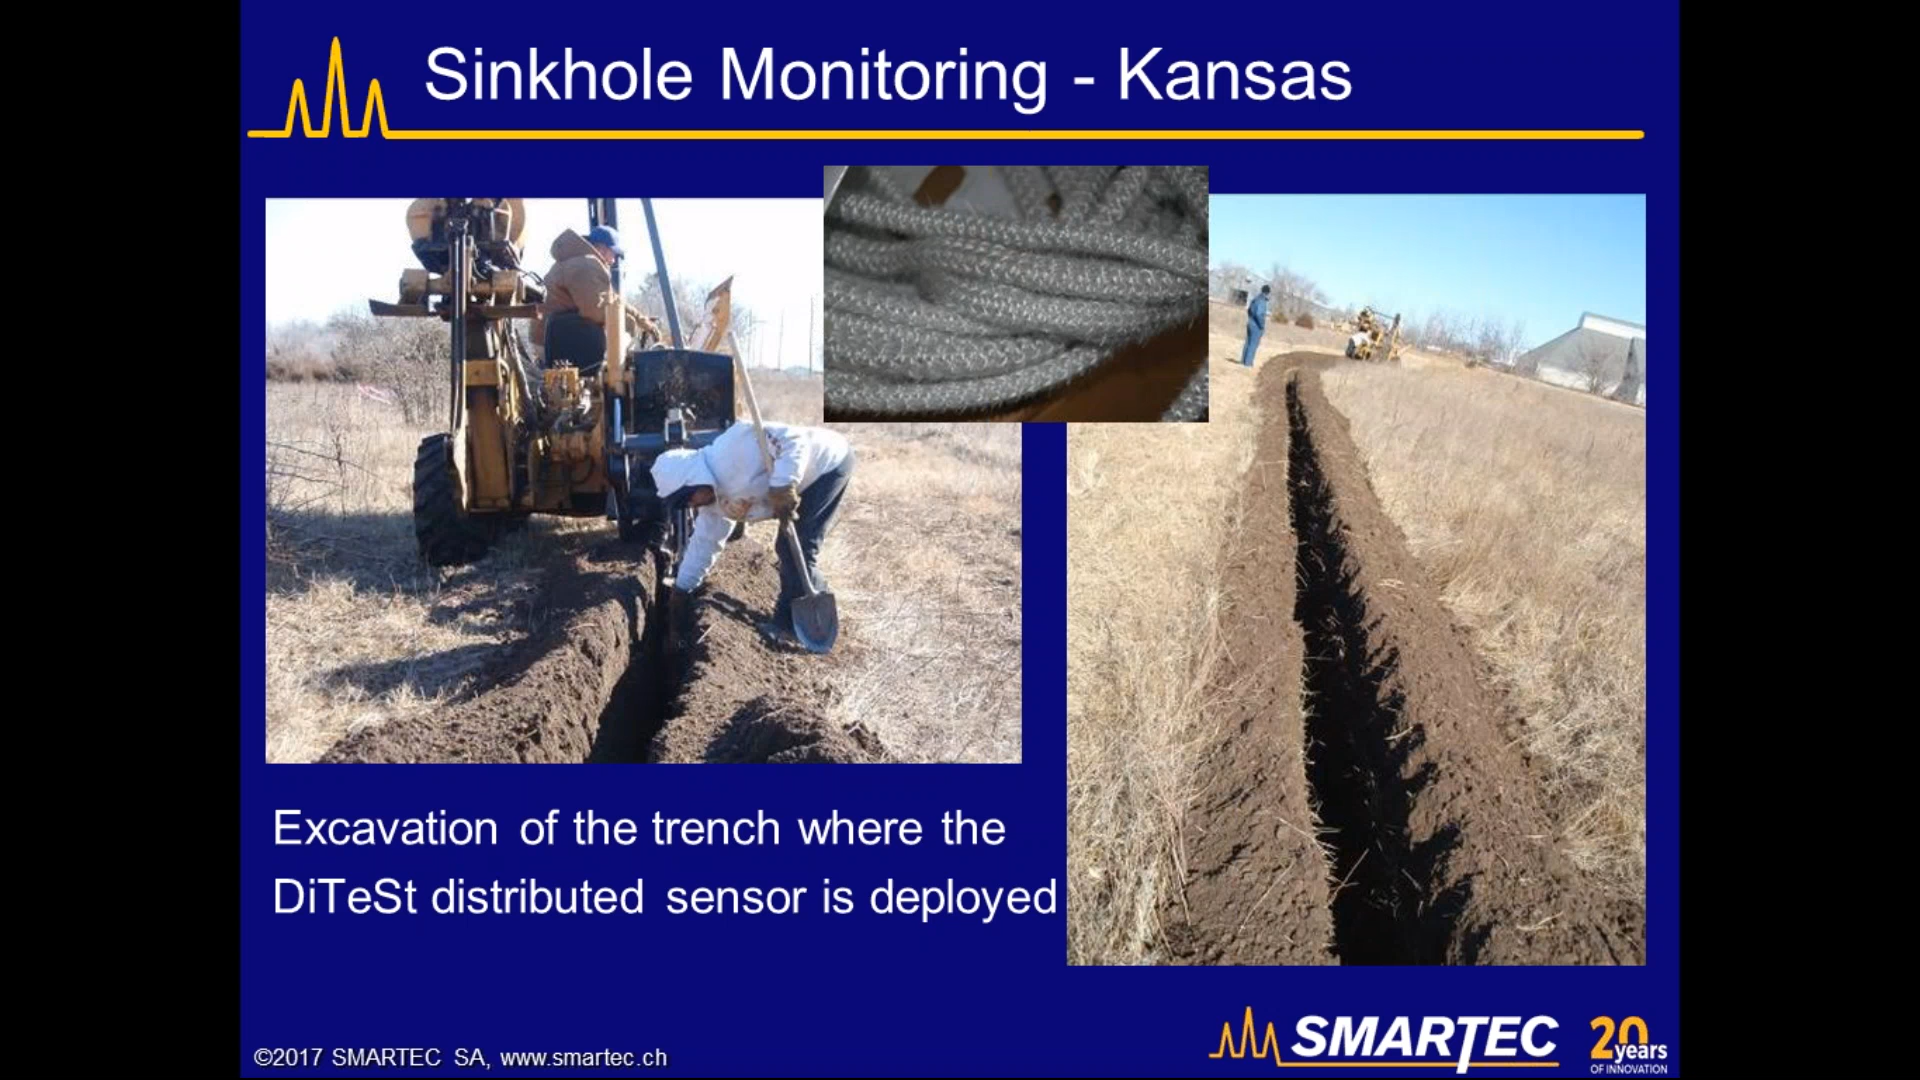 Sinkhole Monitoring - Kansas
Excavation of the trench where the
DiTeSt distributed sensor is deployed
©2017 SMARTEC SA, www.smartec.ch
SMARTEC
20 years
OF INNOVATION